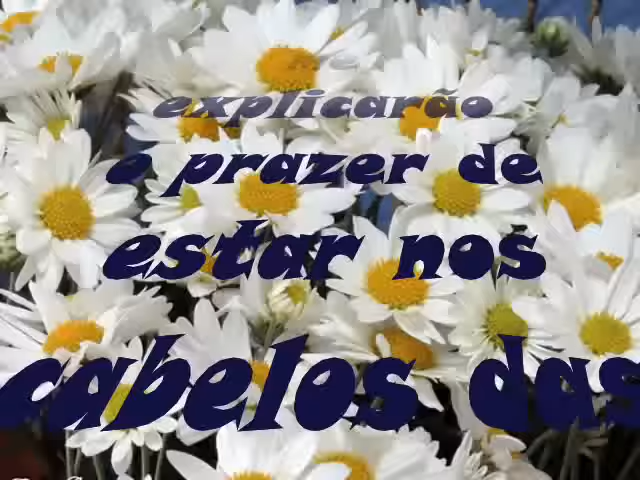 explicarão
o prazer de
estar nos
cabelos das